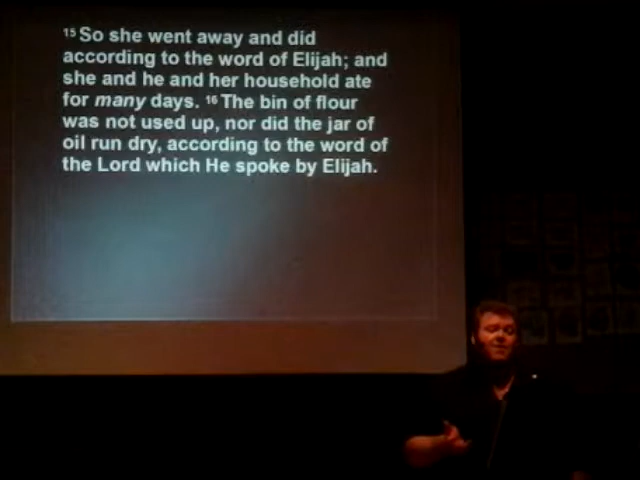 15 So she went away and did
according to the word of Elijah; and
she and he and her household ate
for many days. 16 The bin of flour
was not used up, nor did the jar of
oil run dry, according to the word of
the Lord which He spoke by Elijah.